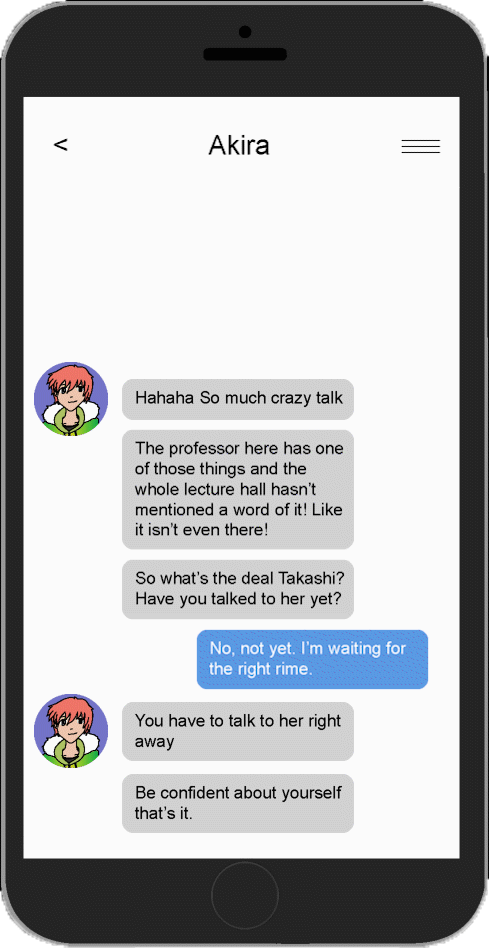 <
Akira
Hahaha So much crazy talk
The professor here has one
of those things and the
whole lecture hall hasn’t
mentioned a word of it! Like
it isn’t even there!
So what’s the deal Takashi?
Have you talked to her yet?
No, not yet. I’m waiting for
the right rime.
You have to talk to her right
away
Be confident about yourself
that’s it.